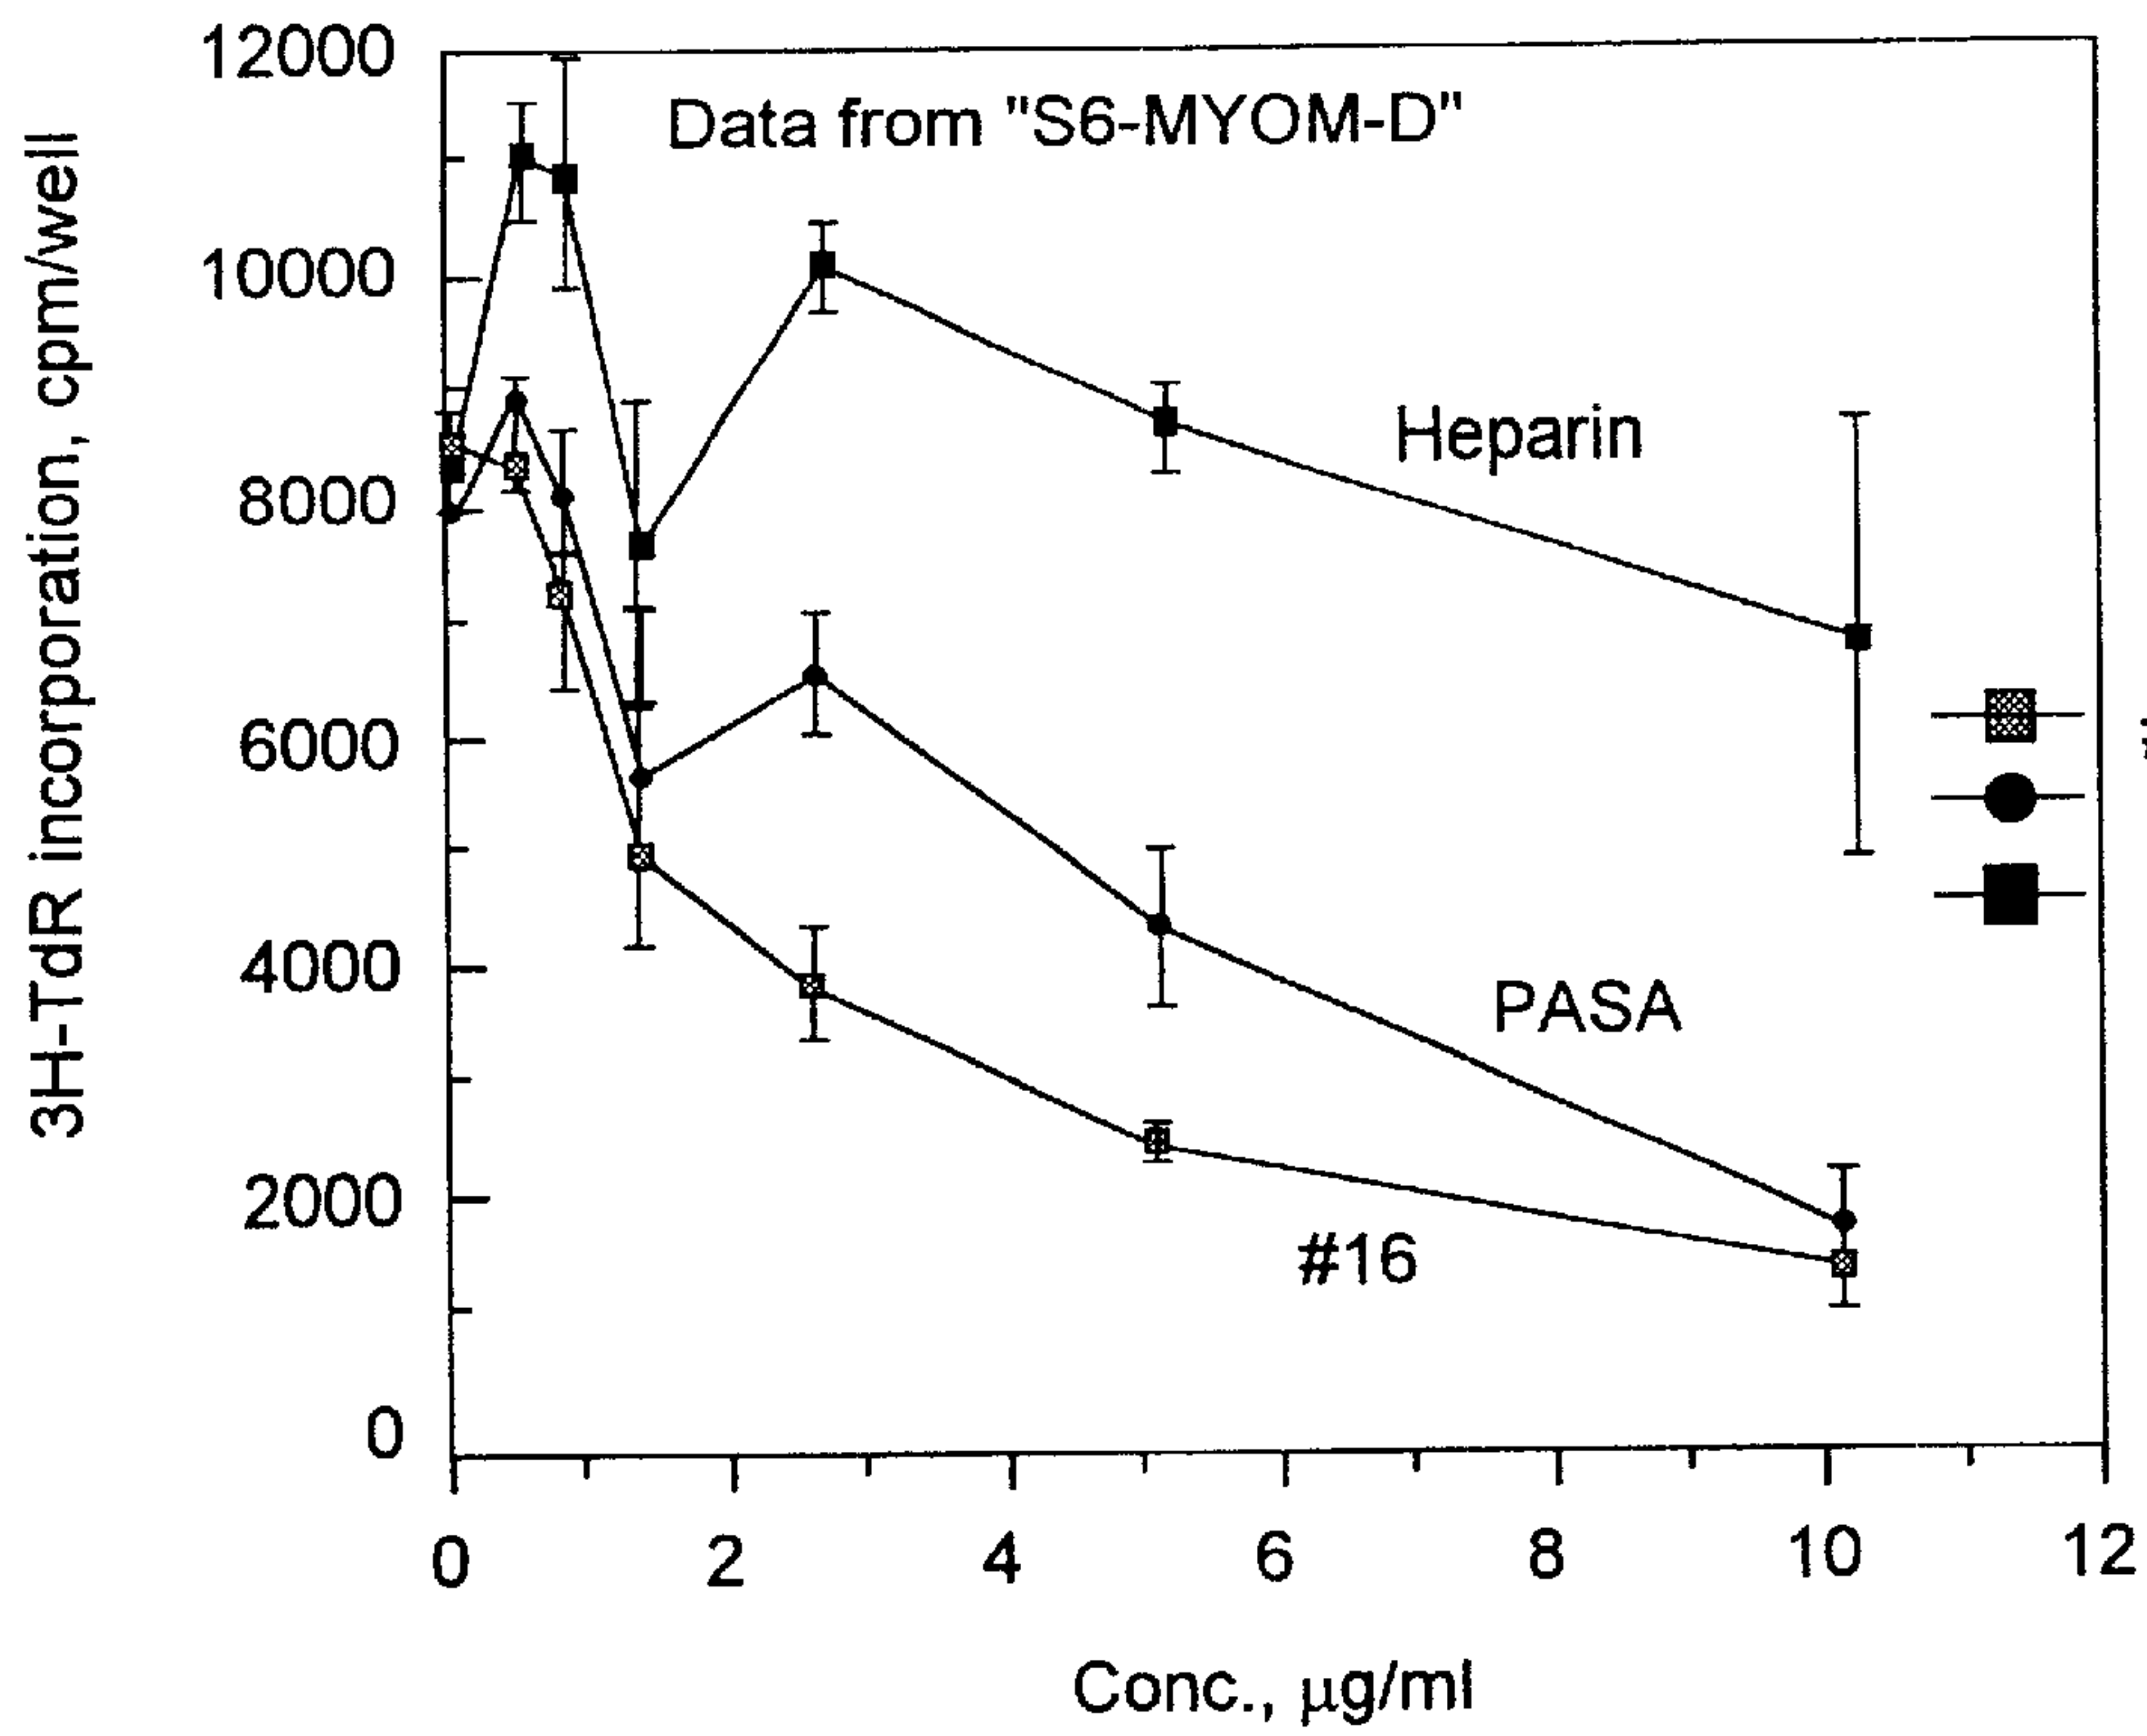 12000
10000
8000
6000
4000
2000
0
3H-TdR incorporation, cpm/well
Data from "S6-MYOM-D"
Heparin
PASA
#16
0 2 4 6 8 10 12
Conc., µg/ml